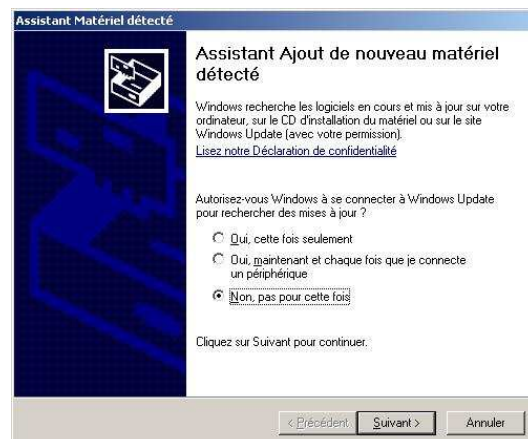 Assistant Matériel détecté
Assistant Ajout de nouveau matériel
détecté
Windows recherche les logiciels en cours et mis à jour sur votre
ordinateur, sur le CD d'installation du matériel ou sur le site
Windows Update (avec votre permission).
Lisez notre Déclaration de confidentialité
Autorisez-vous Windows à se connecter à Windows Update
pour rechercher des mises à jour ?
Oui, cette fois seulement
Oui, maintenant et chaque fois que je connecte
un périphérique
Non, pas pour cette fois
Cliquez sur Suivant pour continuer.
< Précédent
Suivant >
Annuler